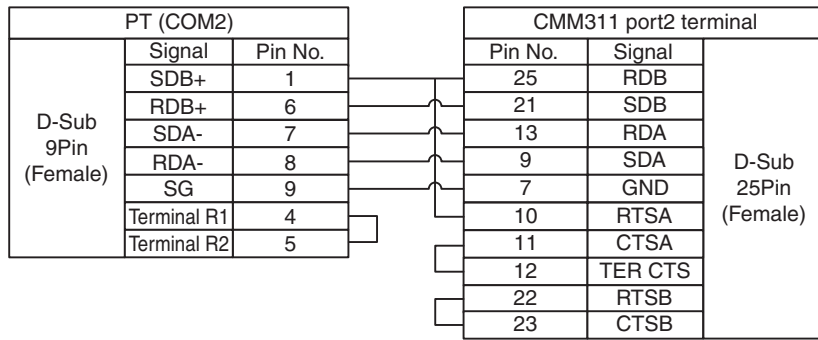 PT (COM2)
CMM311 port2 terminal
Signal Pin No.
Pin No. Signal
D-Sub
9Pin
(Female)
SDB+ 1
RDB+ 6
SDA- 7
RDA- 8
SG 9
Terminal R1 4
Terminal R2 5
25 RDB
21 SDB
13 RDA
9 SDA
7 GND
10 RTSA
11 CTSA
12 TER CTS
22 RTSB
23 CTSB
D-Sub
25Pin
(Female)